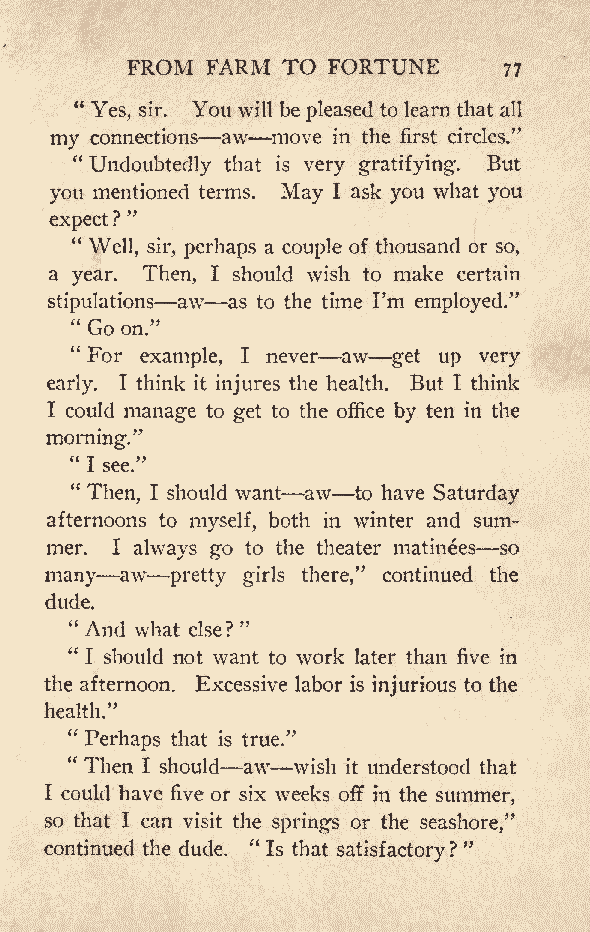 FROM FARM TO FORTUNE 77
“ Yes, sir. You will be pleased to learn that all
my connections—aw—move in the first circles.”
“ Undoubtedly that is very gratifying. But
you mentioned terms. May I ask you what you
expect? ”
“ Well, sir, perhaps a couple of thousand or so,
a year. Then, I should wish to make certain
stipulations—aw—as to the time I’m employed.”
“ Go on.”
“ For example, I never—aw—get up very
early. I think it injures the health. But I think
I could manage to get to the office by ten in the
morning.”
“ I see.”
“ Then, I should want—aw—to have Saturday
afternoons to myself, both in winter and sum-
mer. I always go to the theater matinées—so
many—aw—pretty girls there,” continued the
dude.
“ And what else? ”
“ I should not want to work later than five in
the afternoon. Excessive labor is injurious to the
health.”
“ Perhaps that is true.”
“ Then I should—aw—wish it understood that
I could have five or six weeks off in the summer,
so that I can visit the springs or the seashore,”
continued the dude. “ Is that satisfactory? ”